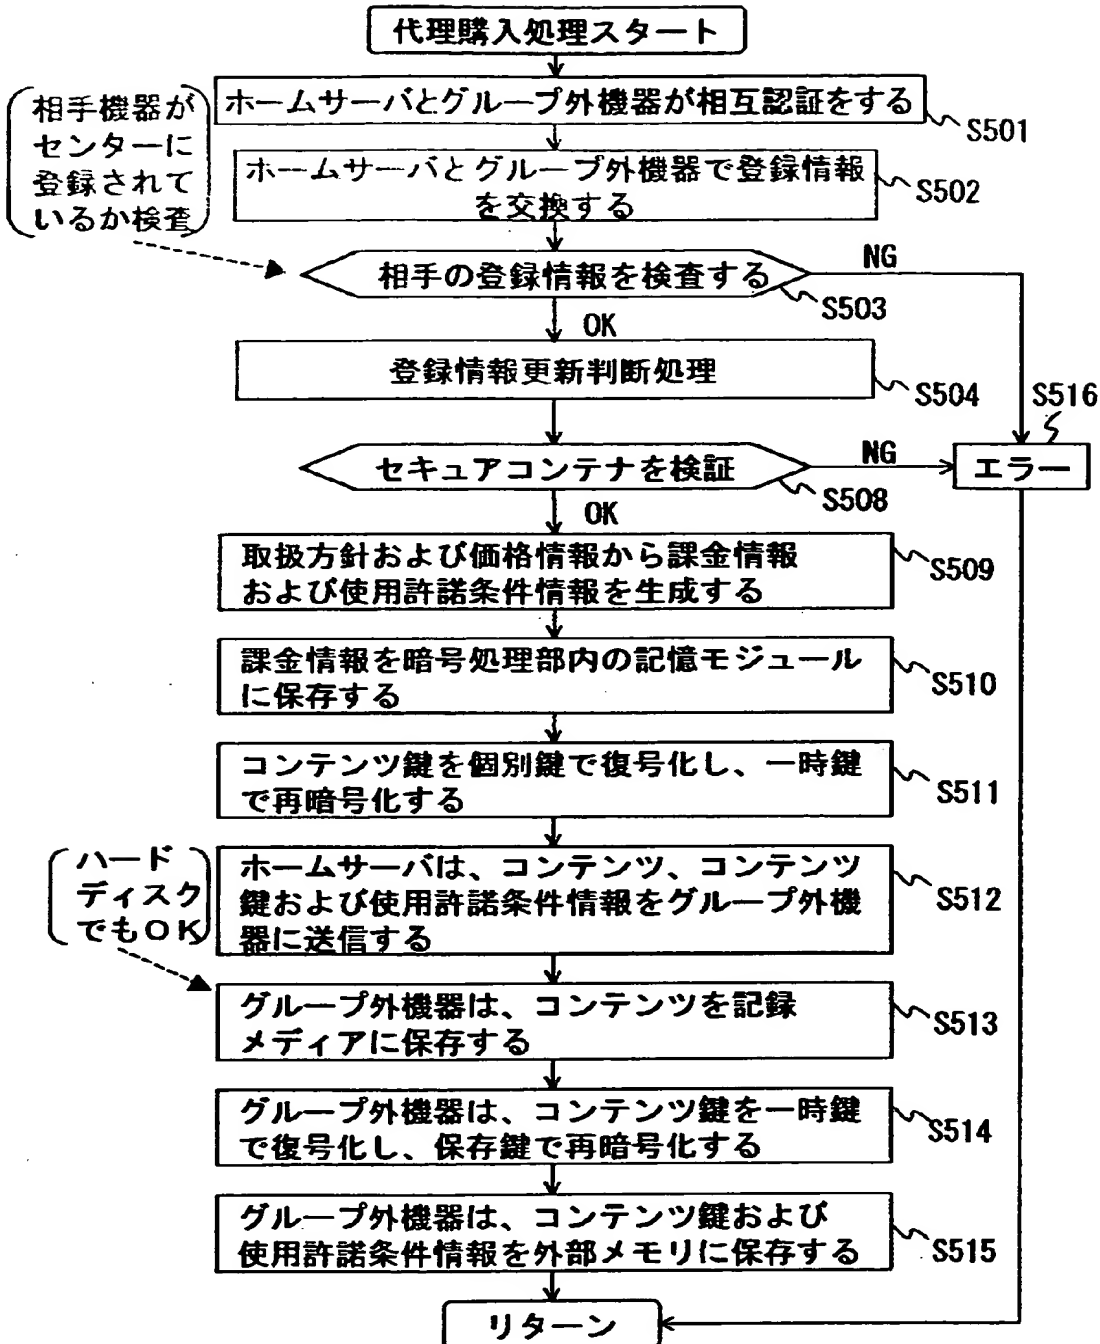 代理購入処理スタート
相手機器が
センターに
登録されて
いるか検査
ホームサーバとグループ外機器が相互認証をする
S501
ホームサーバとグループ外機器で登録情報
を交換する
S502
相手の登録情報を検査する
NG
S503
OK
登録情報更新判断処理
S504
S516
セキュアコンテナを検証
NG
エラー
S508
OK
取扱方針および価格情報から課金情報
および使用許諾条件情報を生成する
S509
課金情報を暗号処理部内の記憶モジュール
に保存する
S510
コンテンツ鍵を個別鍵で復号化し、一時鍵
で再暗号化する
S511
ハード
ディスク
でもOK
ホームサーバは、コンテンツ、コンテンツ
鍵および使用許諾条件情報をグループ外機
器に送信する
S512
グループ外機器は、コンテンツを記録
メディアに保存する
S513
グループ外機器は、コンテンツ鍵を一時鍵
で復号化し、保存鍵で再暗号化する
S514
グループ外機器は、コンテンツ鍵および
使用許諾条件情報を外部メモリに保存する
S515
リターン